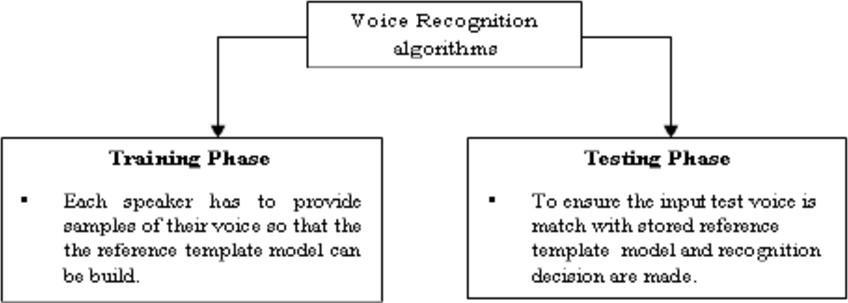 Voice Recognition
algorithms
Training Phase
▪ Each speaker has to provide
samples of their voice so that the
the reference template model can
be build.
Testing Phase
▪ To ensure the input test voice is
match with stored reference
template model and recognition
decision are made.